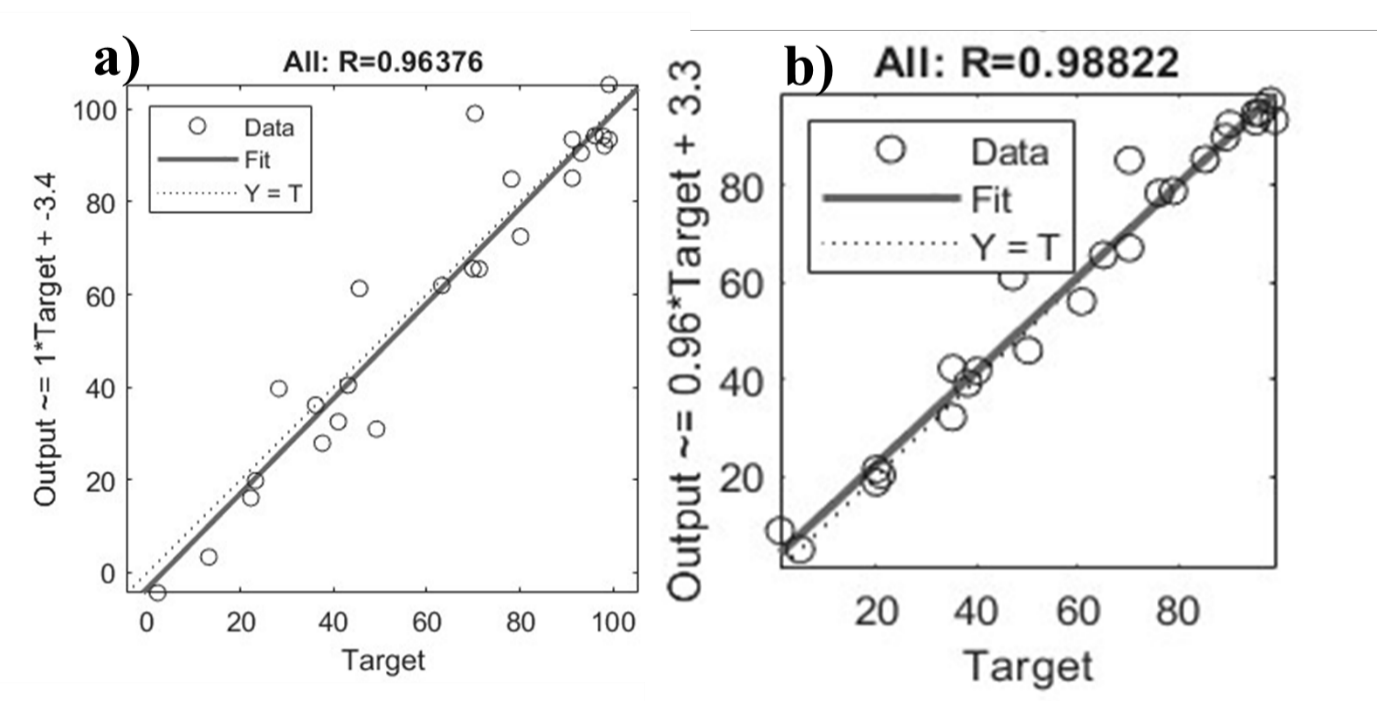 a)
All: R=0.96376
Output ~= 1*Target + -3.4
100
80
60
40
20
0
Data
Fit
Y = T
0 20 40 60 80 100
Target
b)
All: R=0.98822
Output ~= 0.96*Target + 3.3
80
60
40
20
Data
Fit
Y = T
20 40 60 80
Target